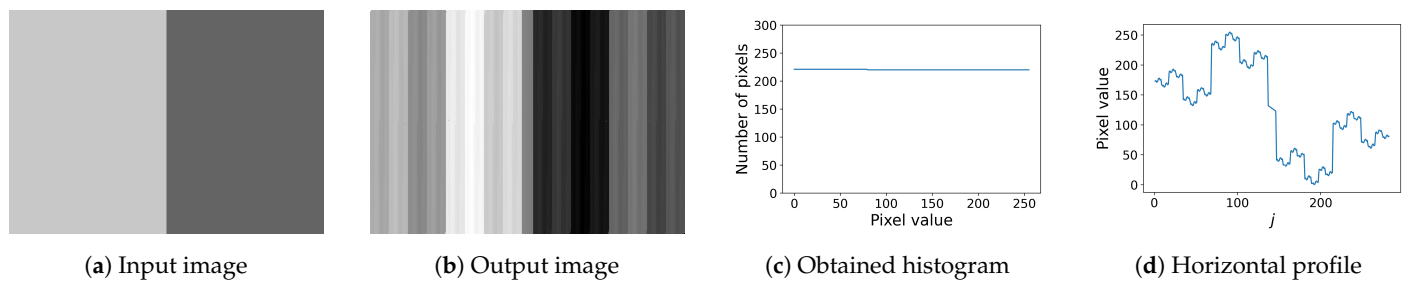 300
250
200
150
100
50
0
Number of pixels
0 50 100 150 200 250
Pixel value
250
200
150
100
50
0
Pixel value
0 100 200
j
(a) Input image
(b) Output image
(c) Obtained histogram
(d) Horizontal profile